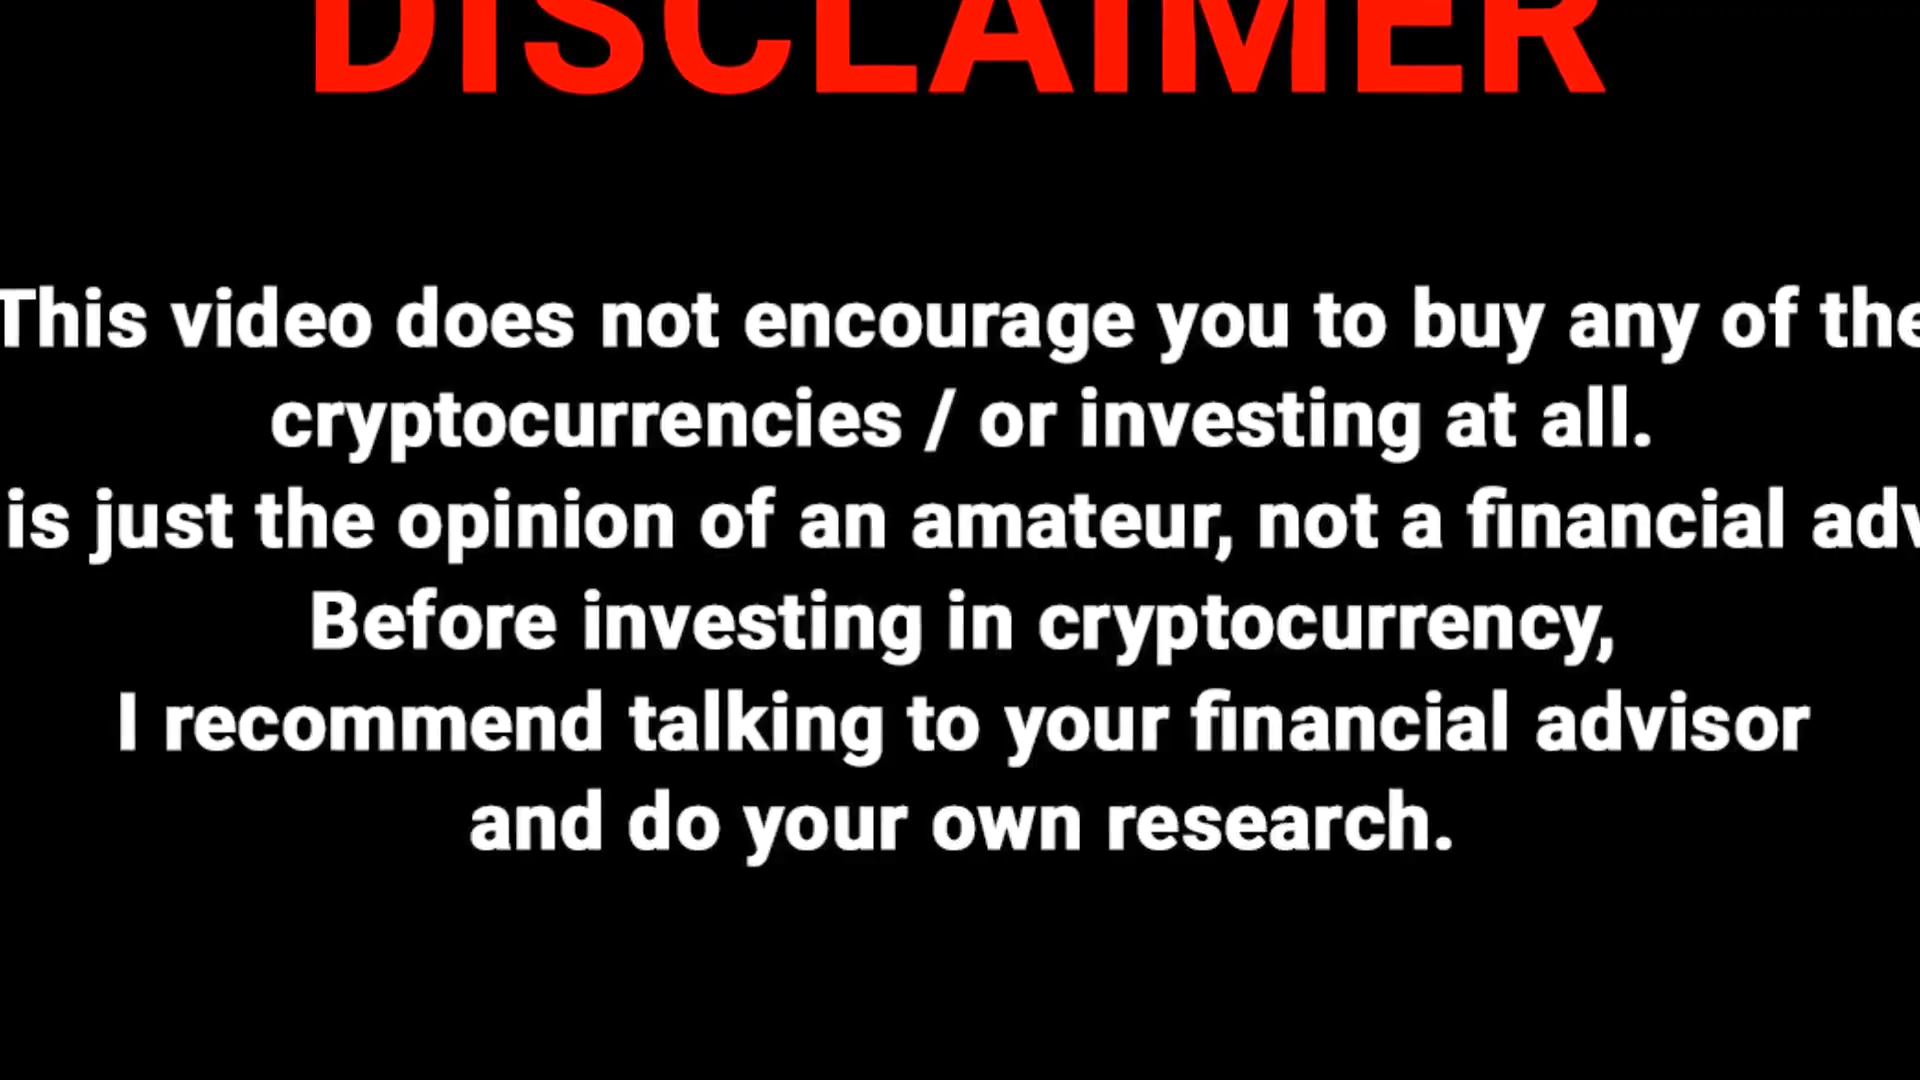 DISCLAIMER
This video does not encourage you to buy any of the
cryptocurrencies / or investing at all.
is just the opinion of an amateur, not a financial
Before investing in cryptocurrency,
I recommend talking to your financial advisor
and do your own research.